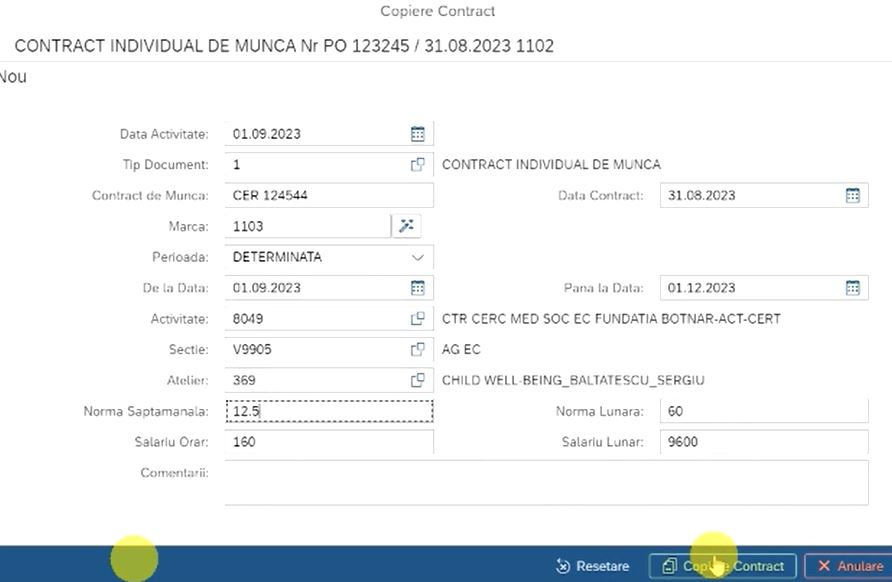 Copiere Contract
CONTRACT INDIVIDUAL DE MUNCA Nr PO 123245 / 31.08.2023 1102
Nou
Data Activitate: 01.09.2023
Tip Document: 1 CONTRACT INDIVIDUAL DE MUNCA
Contract de Munca: CER 124544 Data Contract: 31.08.2023
Marca: 1103
Perioada: DETERMINATA
De la Data: 01.09.2023 Pana la Data: 01.12.2023
Activitate: 8049 CTR CERC MED SOC EC FUNDATIA BOTNAR-ACT-CERT
Sectie: V9905 AG EC
Atelier: 369 CHILD WELL-BEING_BALTATESCU_SERGIU
Norma Saptamanala: 12.5 Norma Lunara: 60
Salariu Orar: 160 Salariu Lunar: 9600
Comentarii:
Resetare Copiere Contract Anulare